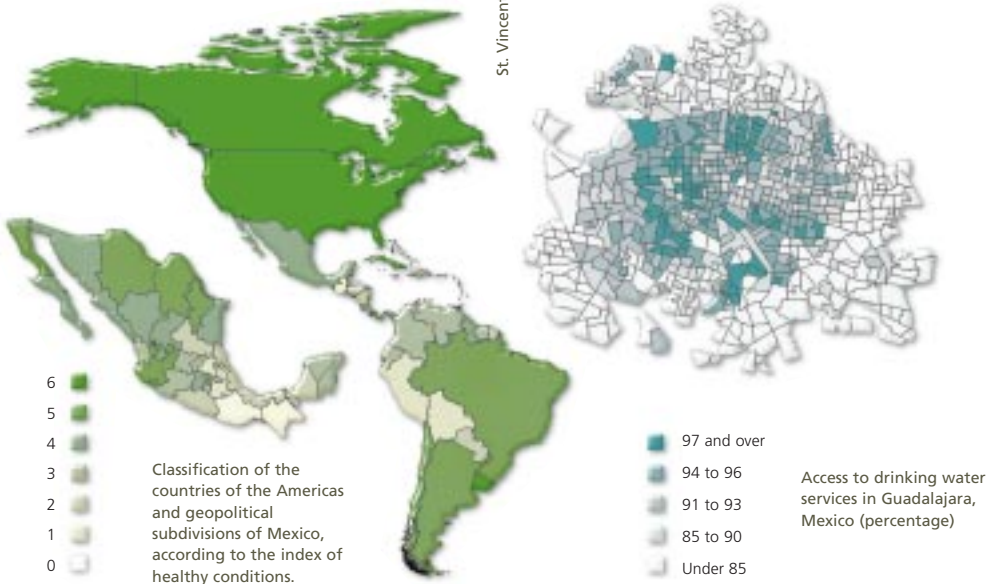 St. Vincent
6
5
4
3
2
1
0
Classification of the
countries of the Americas
and geopolitical
subdivisions of Mexico,
according to the index of
healthy conditions.
97 and over
94 to 96
91 to 93
85 to 90
Under 85
Access to drinking water
services in Guadalajara,
Mexico (percentage)